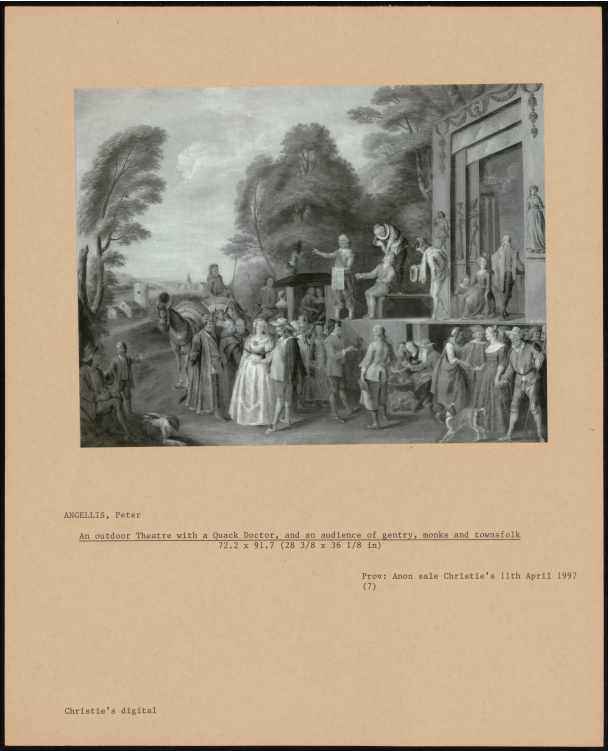 ANGELLIS, Peter
An outdoor Theatre with a Quack Doctor, and an audience of gentry, monks and townsfolk
72.2 x 91.7 (28 3/8 x 36 1/8 in)
Prov: Anon sale Christie's 11th April 1997
(7)
Christie's digital